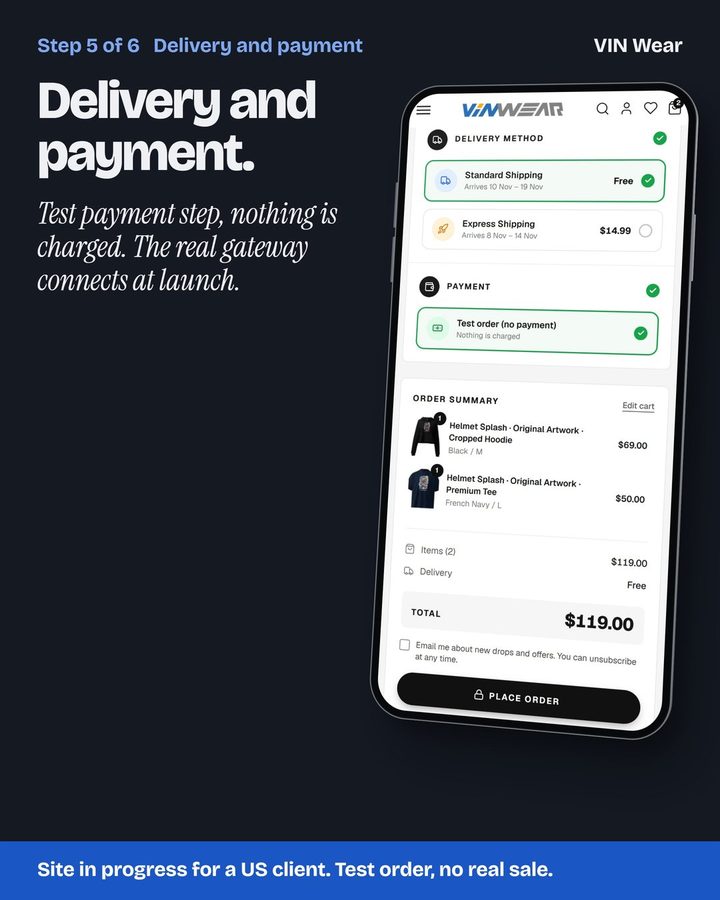 Step 5 of 6 Delivery and payment
VIN Wear
Delivery and
payment.
Test payment step, nothing is
charged. The real gateway
connects at launch.
VINWEAR
2
DELIVERY METHOD
Standard Shipping
Arrives 10 Nov – 19 Nov
Free
Express Shipping
Arrives 8 Nov – 14 Nov
$14.99
PAYMENT
Test order (no payment)
Nothing is charged
ORDER SUMMARY
Edit cart
1
Helmet Splash · Original Artwork ·
Cropped Hoodie
Black / M
$69.00
1
Helmet Splash · Original Artwork ·
Premium Tee
French Navy / L
$50.00
Items (2)
$119.00
Delivery
Free
TOTAL
$119.00
Email me about new drops and offers. You can unsubscribe
at any time.
PLACE ORDER
Site in progress for a US client. Test order, no real sale.